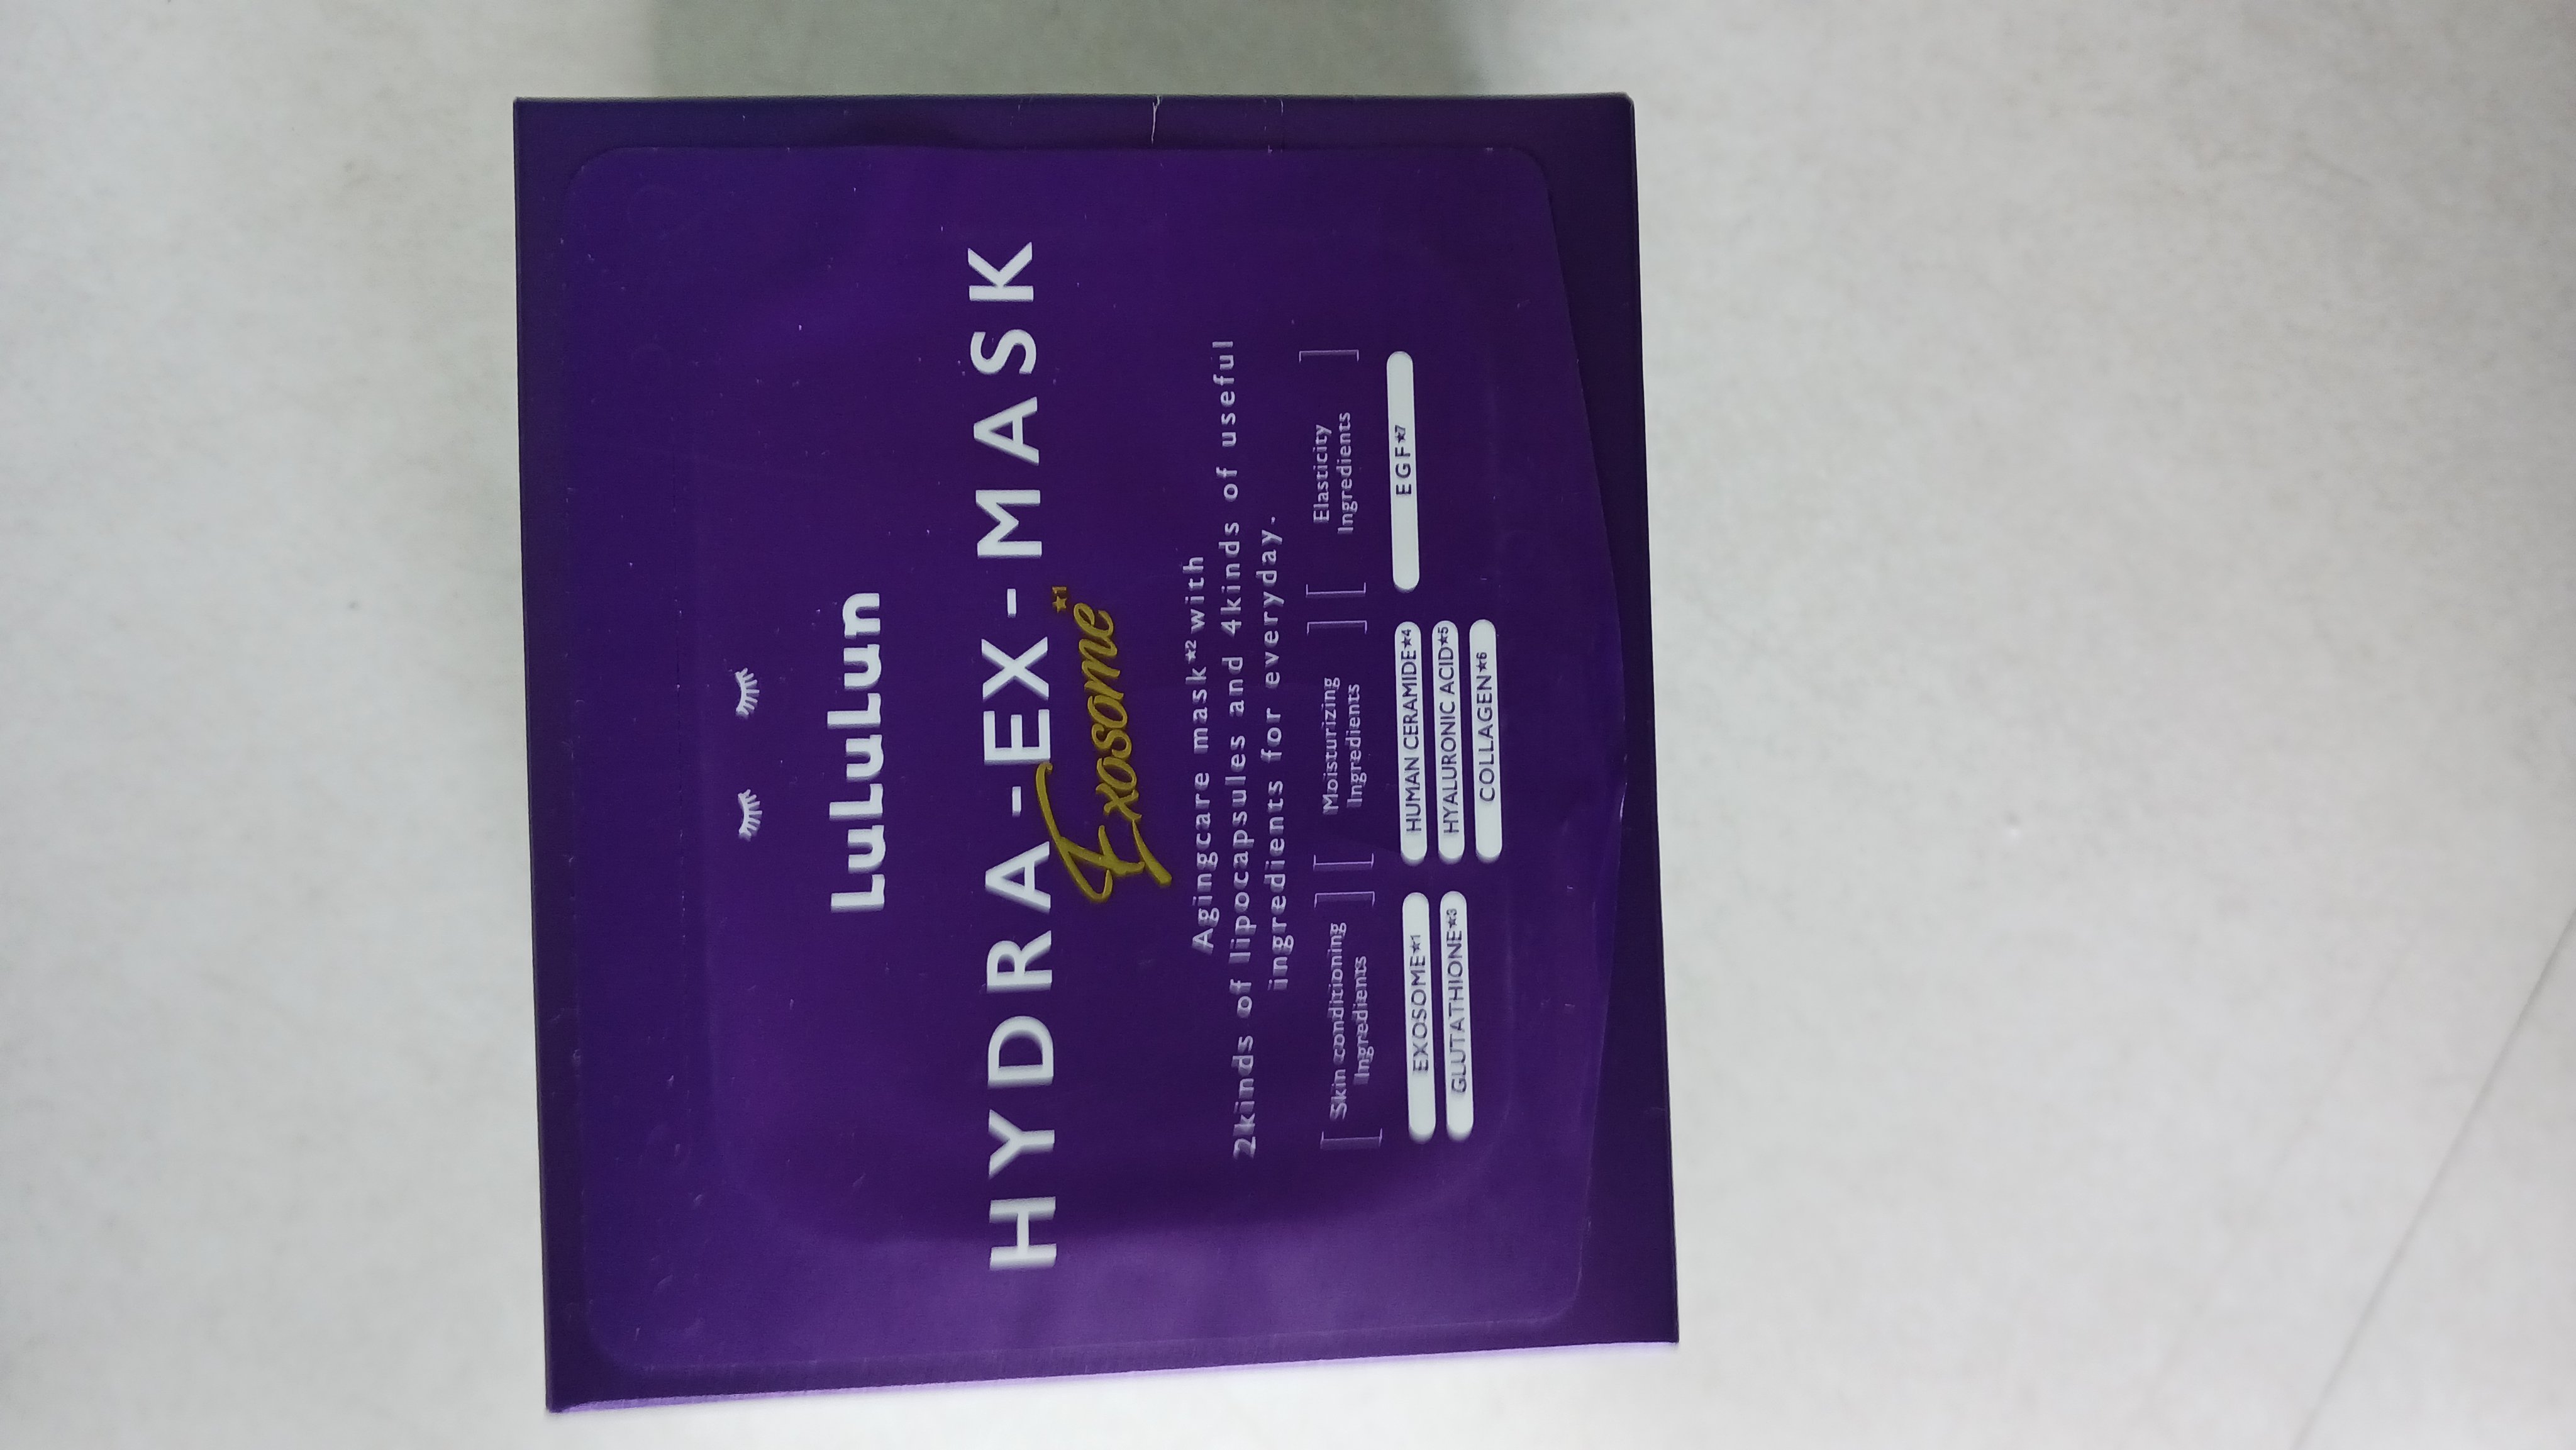 LuLuLun
HYDRA-EX-MASK
Exosome★1
Agingcare mask★2 with
2kinds of lipocapsules and 4kinds of useful
ingredients for everyday.
[ Skin conditioning
Ingredients ]
[ Moisturizing
Ingredients ]
[ Elasticity
Ingredients ]
EXOSOME★1
GLUTATHIONE★3
HUMAN CERAMIDE★4
HYALURONIC ACID★5
COLLAGEN★6
EGF★7